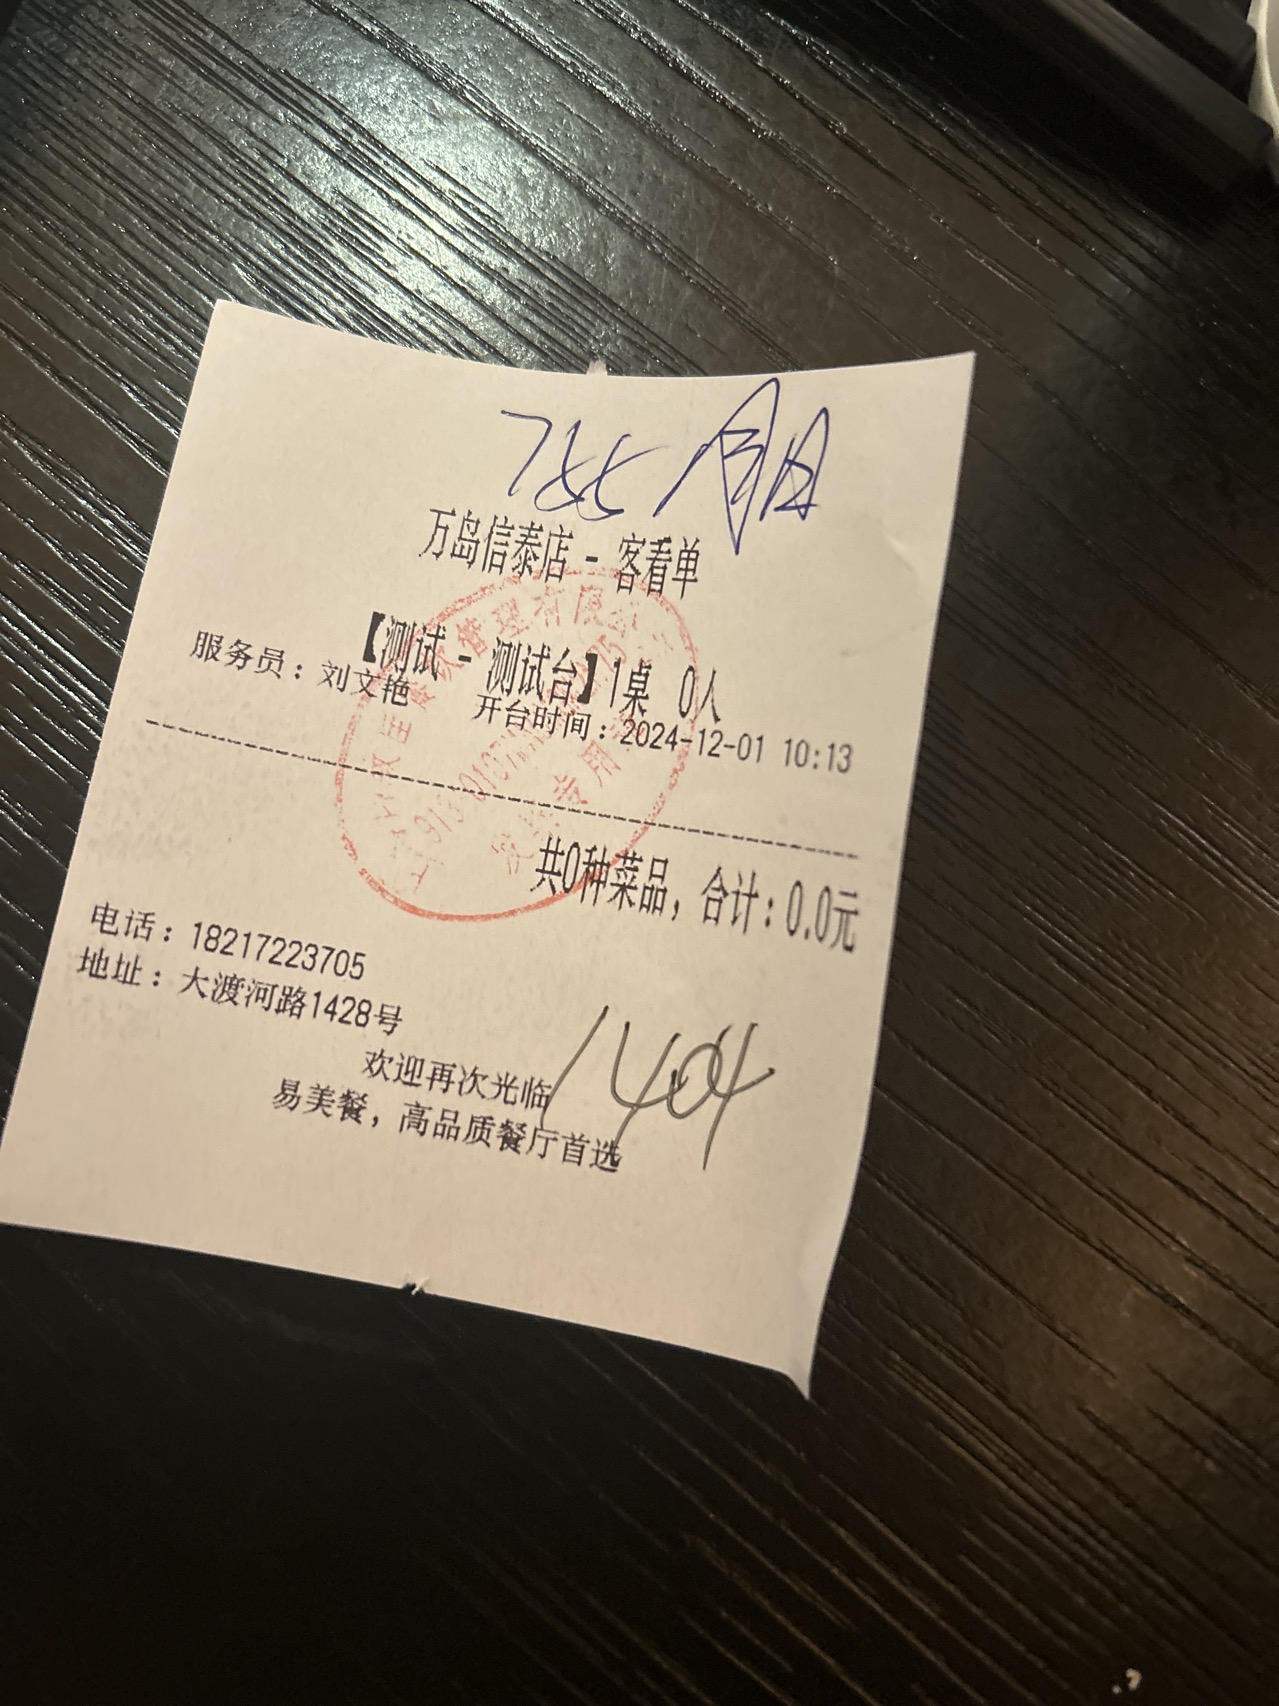 万岛信泰店 - 客看单
【测试 - 测试台】1桌 0人
服务员：刘文艳 开台时间：2024-12-01 10:13
共0种菜品，合计：0.0元
电话：18217223705
地址：大渡河路1428号
1404
欢迎再次光临
易美餐，高品质餐厅首选